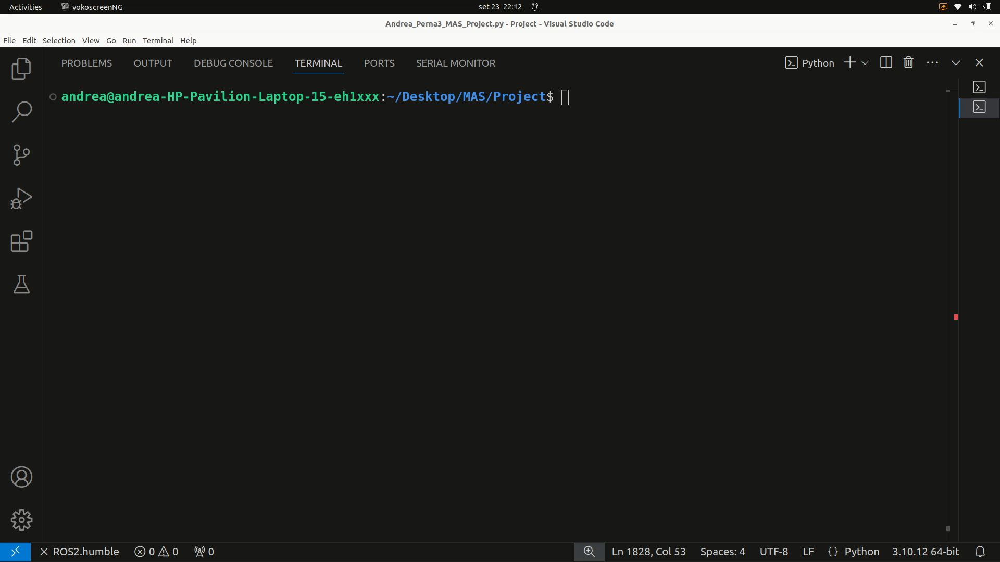 Activities vokoscreenNG set 23 22:12
Andrea_Perna3_MAS_Project.py - Project - Visual Studio Code
File Edit Selection View Go Run Terminal Help
PROBLEMS OUTPUT DEBUG CONSOLE TERMINAL PORTS SERIAL MONITOR Python
andrea@andrea-HP-Pavilion-Laptop-15-eh1xxx:~/Desktop/MAS/Project$
ROS2.humble 0 0 0 Ln 1828, Col 53 Spaces: 4 UTF-8 LF {} Python 3.10.12 64-bit